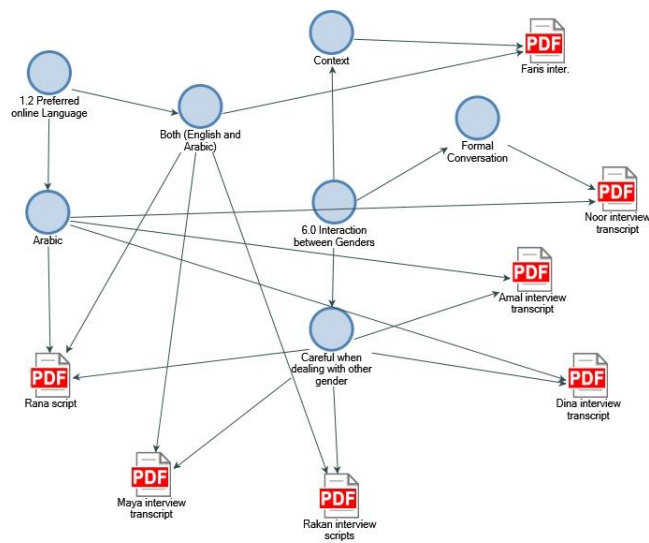 Context
PDF
Faris inter.
1.2 Preferred
online Language
Both (English and
Arabic)
Formal
Conversation
PDF
Noor interview
transcript
Arabic
6.0 Interaction
between Genders
PDF
Amal interview
transcript
Careful when
dealing with other
gender
PDF
Rana script
PDF
Dina interview
transcript
PDF
Maya interview
transcript
PDF
Rakan interview
scripts